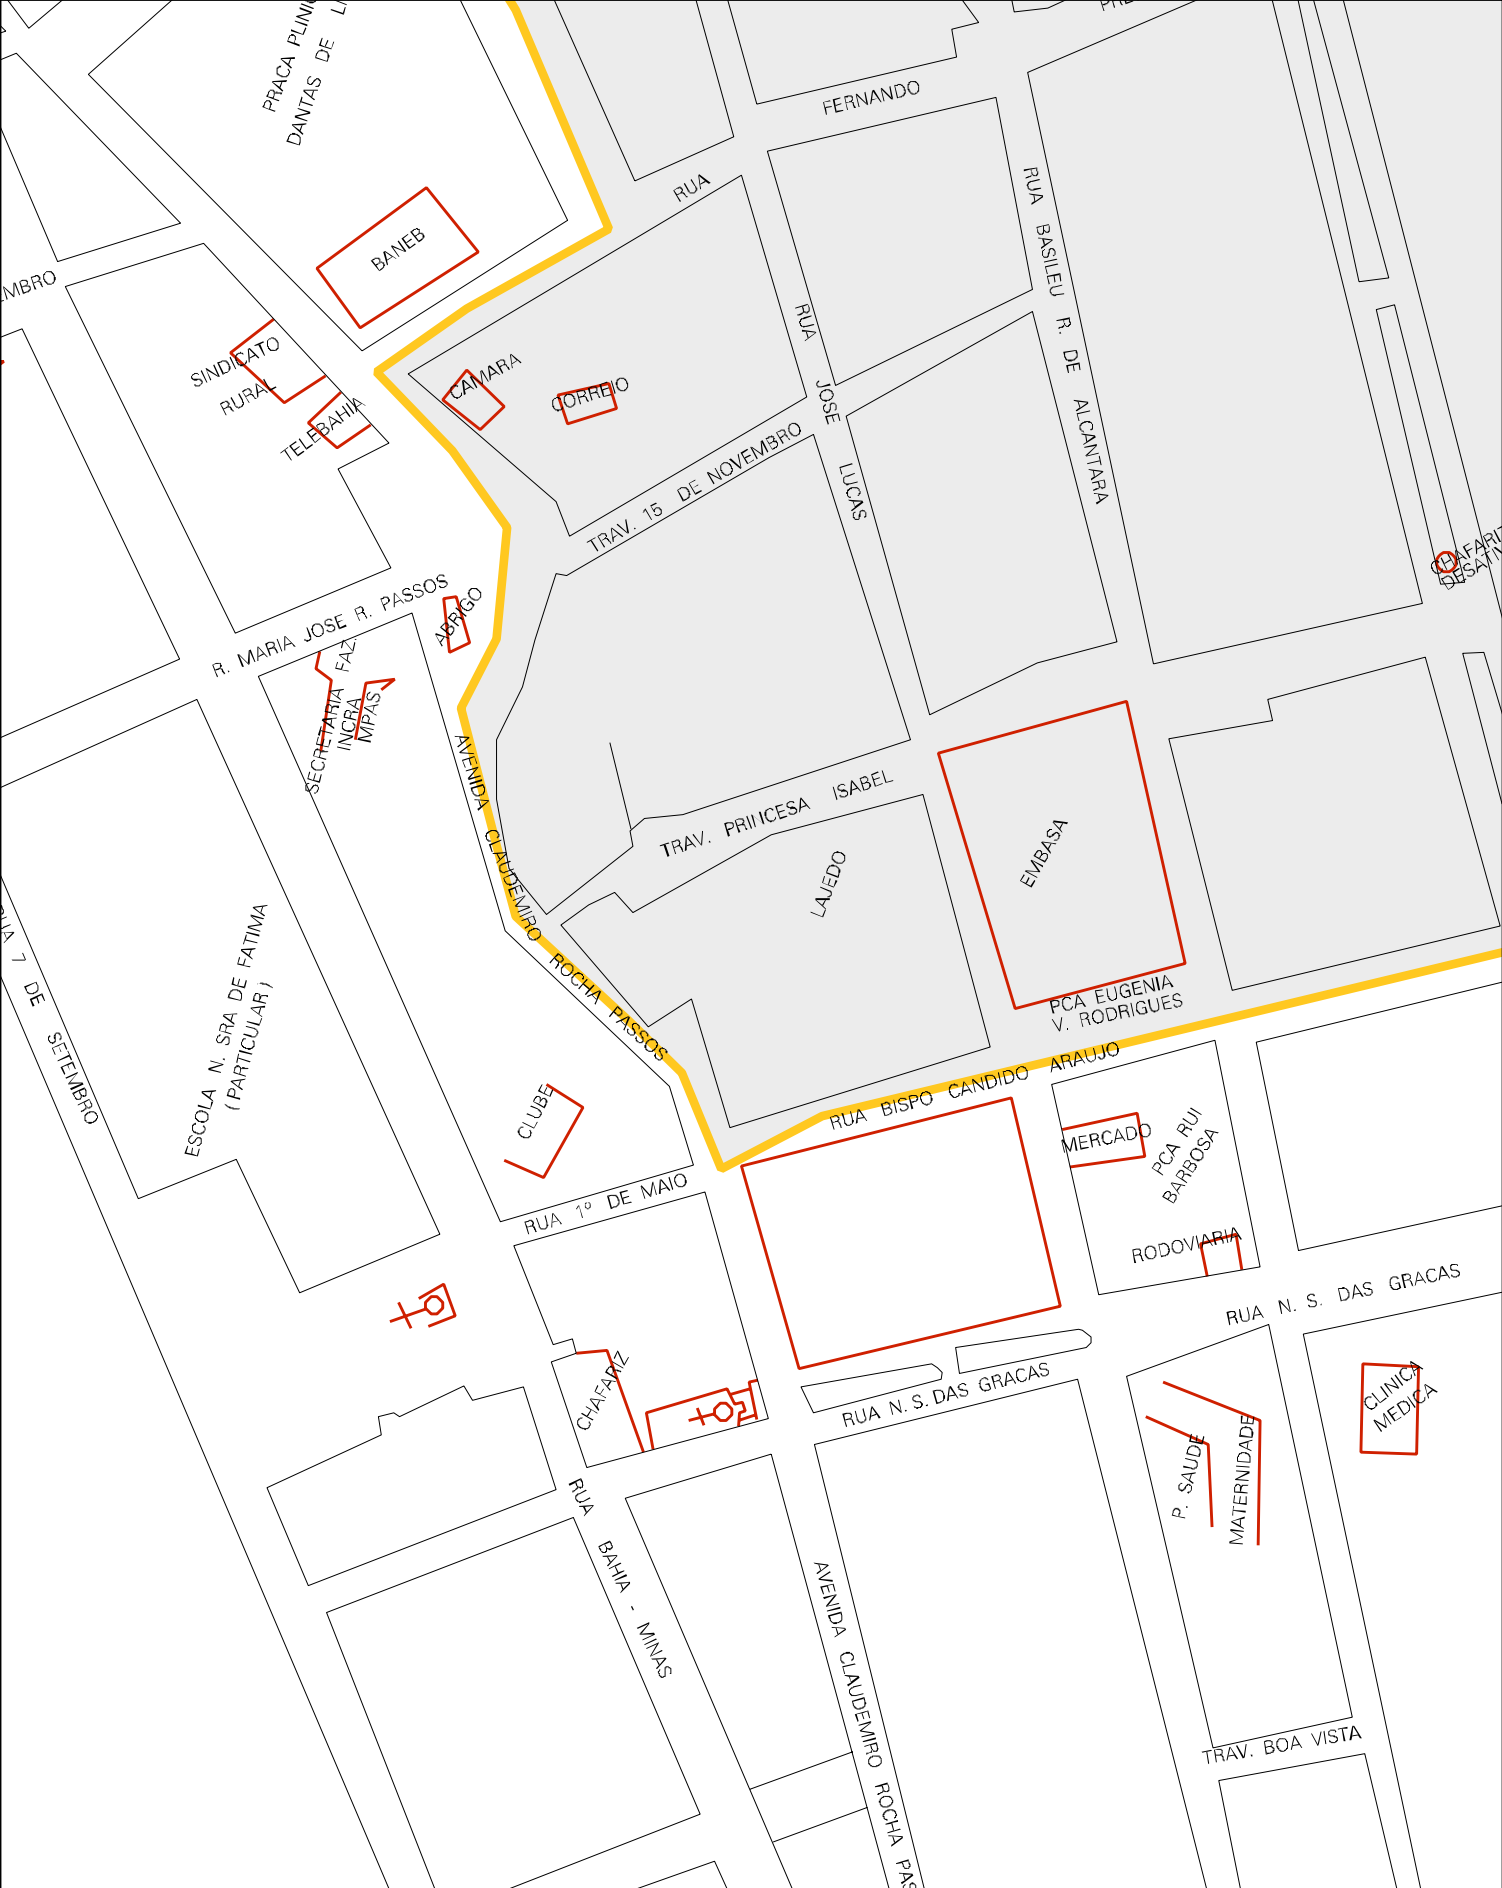 DANTAS DE
FERNANDO
RUA
BANEB
RUA BASILEU R. DE ALCANTARA
RUA JOSE LUCAS
SINDICATO
RURAL
TELEBAHIA
CAMARA
CORREIO
TRAV. 15 DE NOVEMBRO
R. MARIA JOSE R. PASSOS
ABRIGO
SECRETARIA FAZ.
INCRA
MPAS
AVENIDA CLAUDEMIRO ROCHA PASSOS
TRAV. PRINCESA ISABEL
LAJEDO
EMBASA
PCA EUGENIA
V. RODRIGUES
RUA 7 DE SETEMBRO
ESCOLA N. SRA DE FATIMA
( PARTICULAR )
CLUBE
RUA BISPO CANDIDO ARAUJO
MERCADO
PCA RUI
BARBOSA
RODOVIARIA
RUA 1º DE MAIO
RUA N. S. DAS GRACAS
CHAFARIZ
RUA N. S. DAS GRACAS
CLINICA
MEDICA
P. SAUDE
MATERNIDADE
RUA BAHIA - MINAS
AVENIDA CLAUDEMIRO ROCHA
TRAV. BOA VISTA